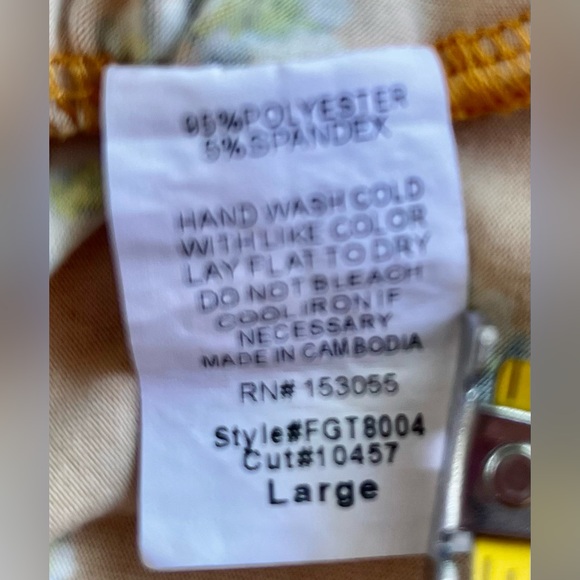 95%POLYESTER
5%SPANDEX
HAND WASH COLD
WITH LIKE COLOR
LAY FLAT TO DRY
DO NOT BLEACH
COOL IRON IF
NECESSARY
MADE IN CAMBODIA
RN# 153055
Style#FGT8004
Cut#10457
Large